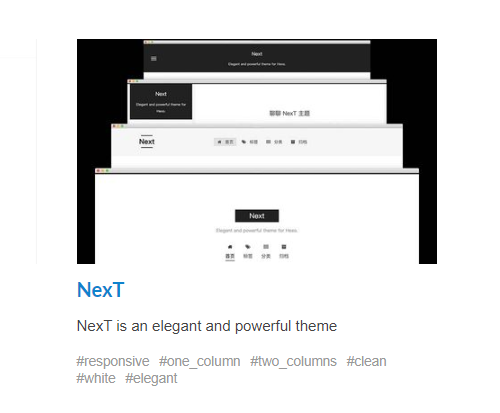 Next
Elegant and powerful theme for Hexo.
Next
Elegant and powerful theme for
Hexo.
聊聊 NexT 主题
Next
首页 标签 分类 归档
Next
Elegant and powerful theme for Hexo.
首页 标签 分类 归档
NexT
NexT is an elegant and powerful theme
#responsive #one_column #two_columns #clean
#white #elegant